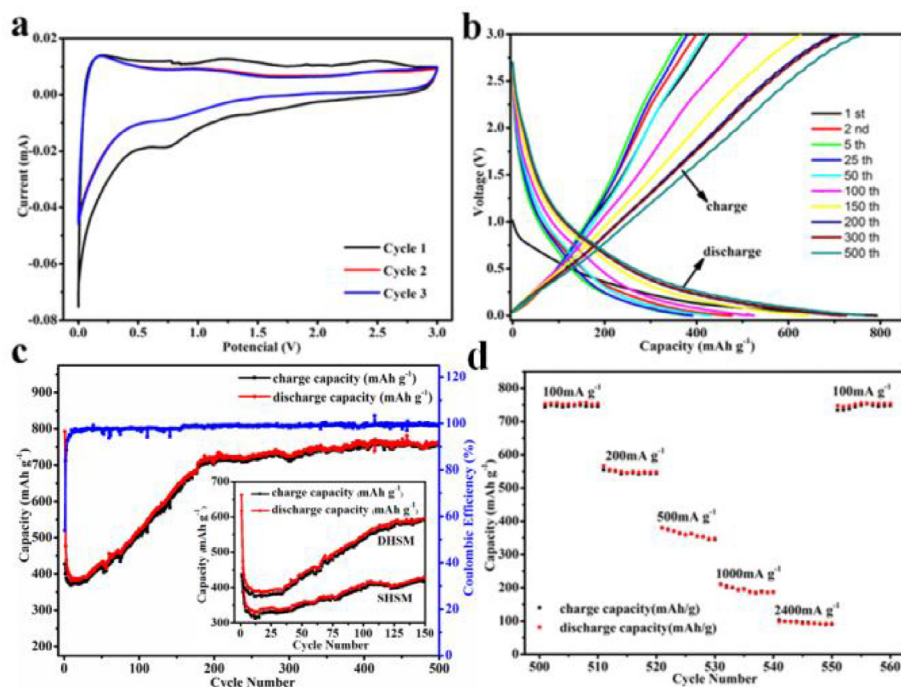 a
0.02
0.00
-0.02
-0.04
-0.06
-0.08
Current (mA)
Cycle 1
Cycle 2
Cycle 3
0.0 0.5 1.0 1.5 2.0 2.5 3.0
Potencial (V)
b
3.0
2.5
2.0
1.5
1.0
0.5
0.0
Voltage (V)
1 st
2 nd
5 th
25 th
50 th
100 th
150 th
200 th
300 th
500 th
charge
discharge
0 200 400 600 800
Capacity (mAh g-1)
c
900
800
700
600
500
400
300
200
Capacity (mAh g-1)
charge capacity (mAh g-1)
discharge capacity (mAh g-1)
120
100
80
60
40
20
0
Coulombic Efficiency (%)
700
600
500
400
300
Capacity (mAh g-1)
charge capacity (mAh g-1)
discharge capacity (mAh g-1)
DHSM
SHSM
0 25 50 75 100 125 150
Cycle Number
0 100 200 300 400 500
Cycle Number
d
900
750
600
450
300
150
0
Capacity (mAh g-1)
100mA g-1
200mA g-1
500mA g-1
1000mA g-1
2400mA g-1
100mA g-1
charge capacity(mAh/g)
discharge capacity(mAh/g)
500 510 520 530 540 550 560
Cycle Number